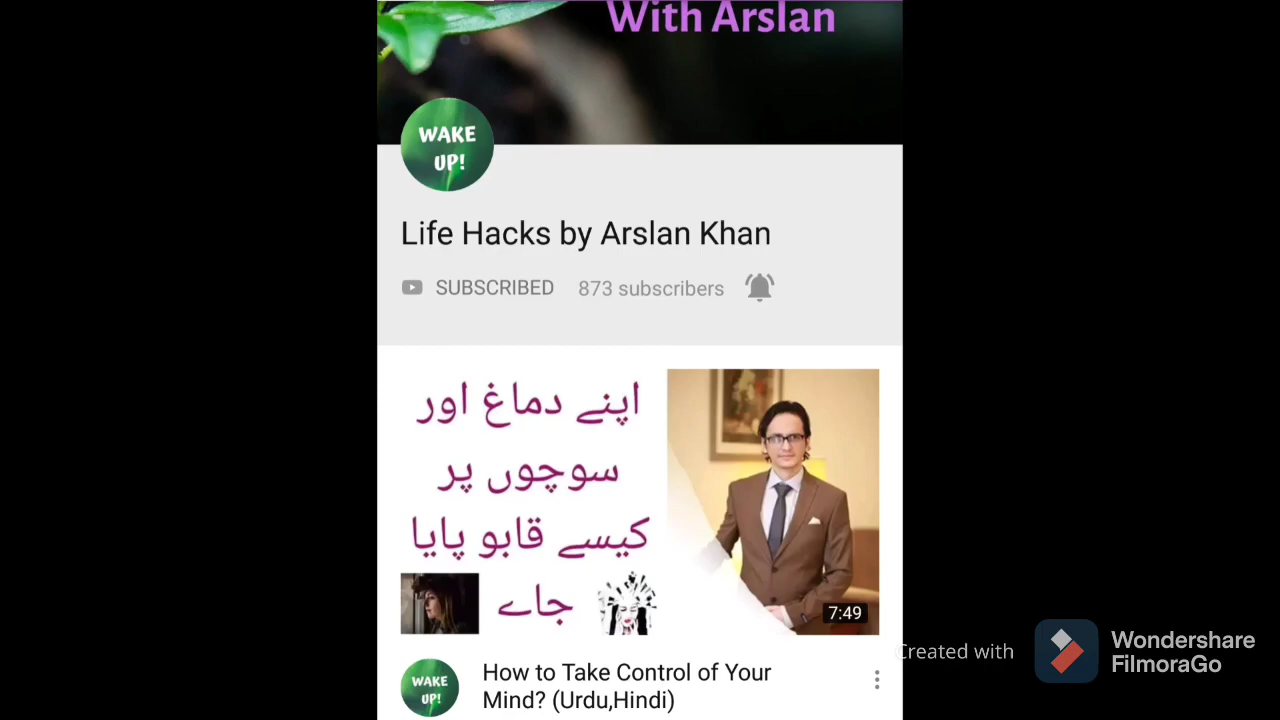 With Arslan
WAKE
UP!
Life Hacks by Arslan Khan
SUBSCRIBED 873 subscribers
اپنے دماغ اور
سوچوں پر
کیسے قابو پایا
جاے
7:49
Created with
Wondershare
FilmoraGo
WAKE
UP!
How to Take Control of Your
Mind? (Urdu,Hindi)